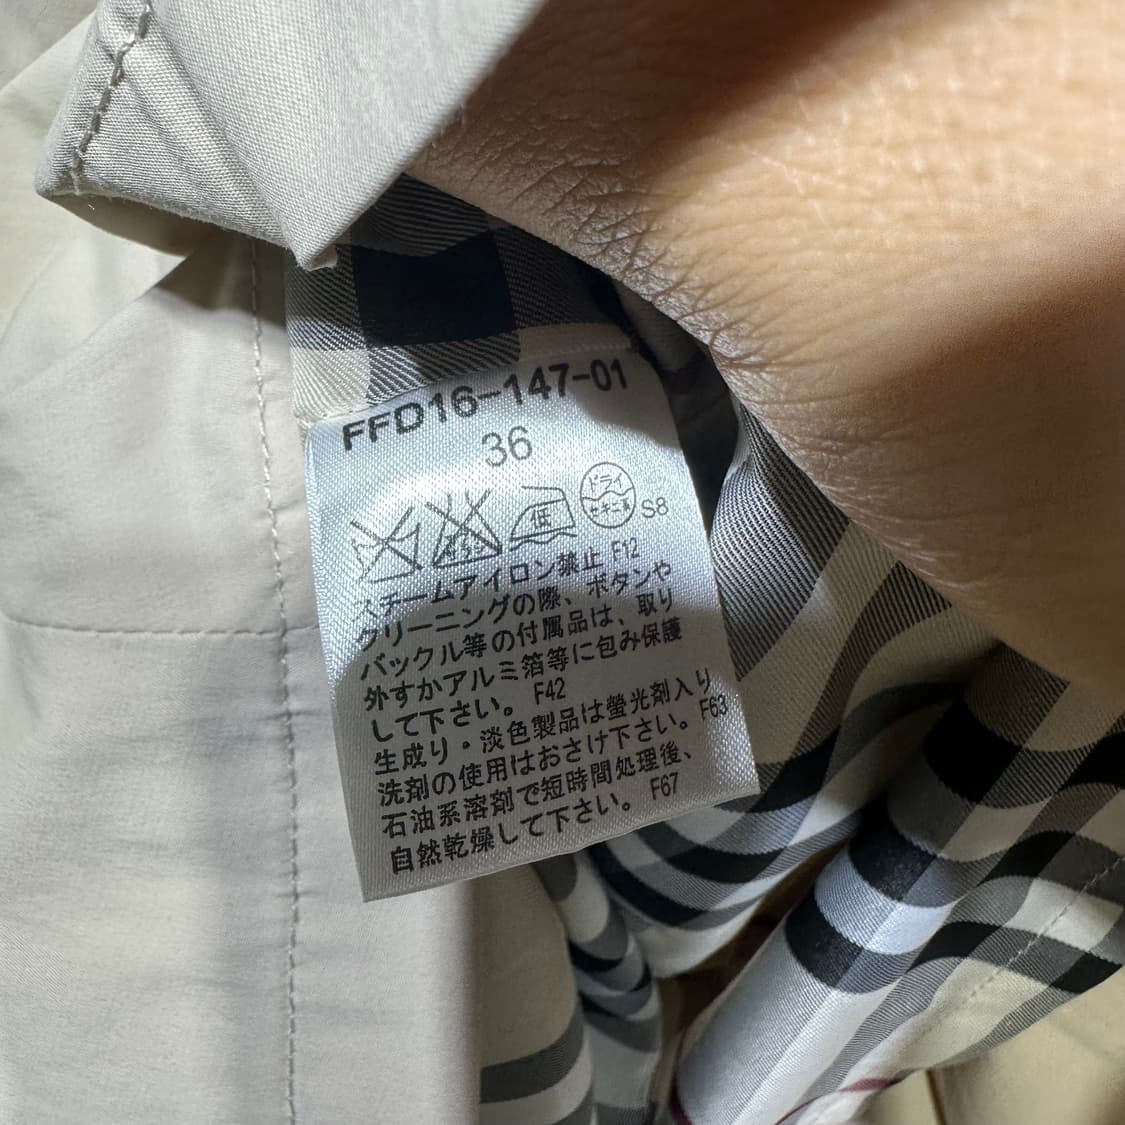 FFD16-147-01
36
低
ドライ
セキユ系
S8
スチームアイロン禁止 F12
クリーニングの際、ボタンや
バックル等の付属品は、取り
外すかアルミ箔等に包み保護
して下さい。 F42
生成り・淡色製品は螢光剤入り
洗剤の使用はおさけ下さい。 F63
石油系溶剤で短時間処理後、
自然乾燥して下さい。 F67